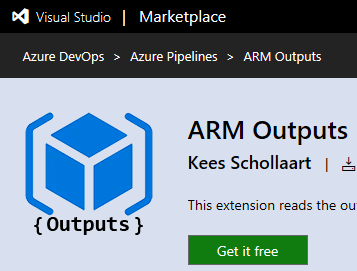 Visual Studio | Marketplace
Azure DevOps > Azure Pipelines > ARM Outputs
ARM Outputs
Kees Schollaart |
{Outputs}
This extension reads the
Get it free